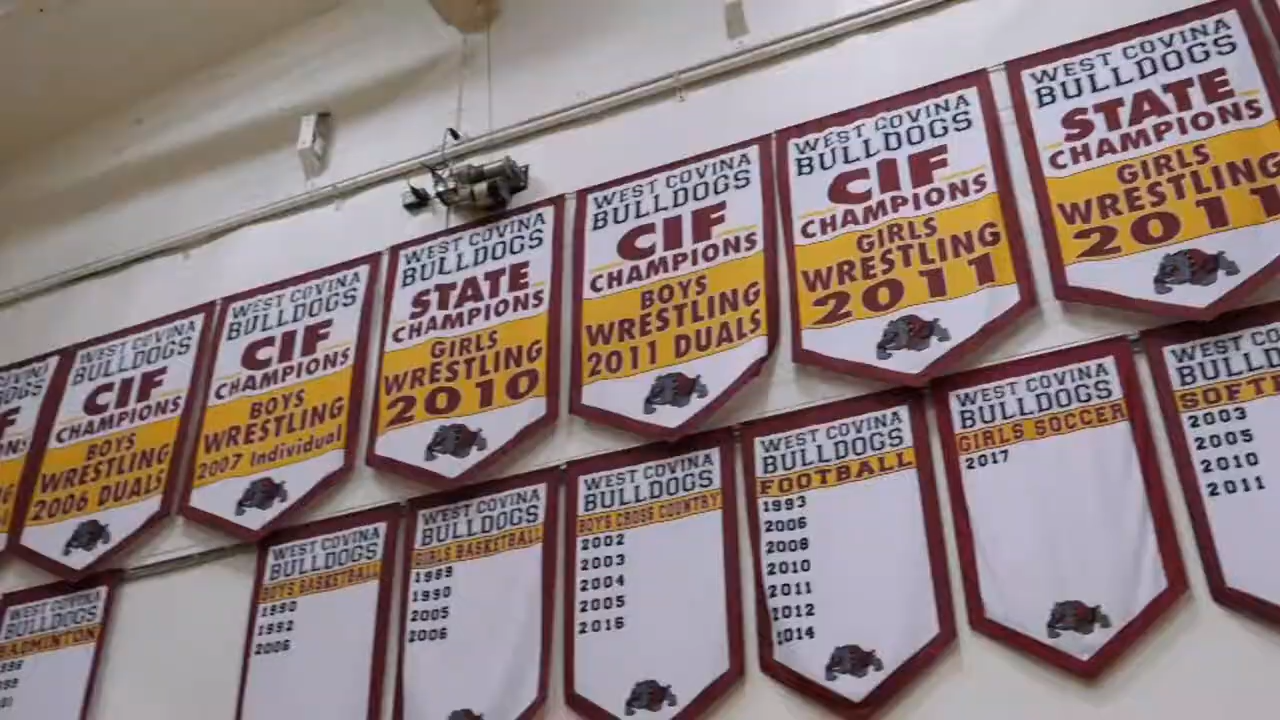 WEST COVINA
BULLDOGS
CIF
CHAMPIONS
BOYS
WRESTLING
2006 DUALS
WEST COVINA
BULLDOGS
CIF
CHAMPIONS
BOYS
WRESTLING
2007 Individual
WEST COVINA
BULLDOGS
STATE
CHAMPIONS
GIRLS
WRESTLING
2010
WEST COVINA
BULLDOGS
CIF
CHAMPIONS
BOYS
WRESTLING
2011 DUALS
WEST COVINA
BULLDOGS
CIF
CHAMPIONS
GIRLS
WRESTLING
2011
WEST COVINA
BULLDOGS
STATE
CHAMPIONS
GIRLS
WRESTLING
2011
WEST COVINA
BULLDOGS
BADMINTON
WEST COVINA
BULLDOGS
BOYS BASKETBALL
1990
1992
2006
WEST COVINA
BULLDOGS
GIRLS BASKETBALL
1989
1990
2005
2006
WEST COVINA
BULLDOGS
BOYS CROSS COUNTRY
2002
2003
2004
2005
2016
WEST COVINA
BULLDOGS
FOOTBALL
1993
2006
2008
2010
2011
2012
2014
WEST COVINA
BULLDOGS
GIRLS SOCCER
2017
WEST CO
BULLD
SOFT
2003
2005
2010
2011